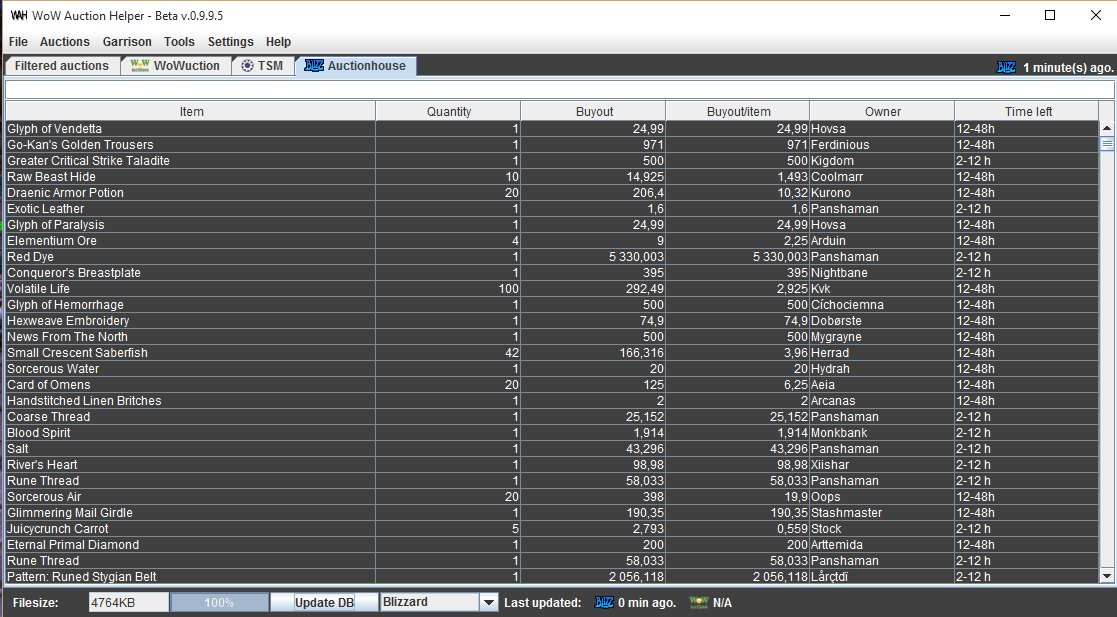 WAH WoW Auction Helper - Beta v.0.9.9.5
File Auctions Garrison Tools Settings Help
Filtered auctions WoW uction WoWuction TSM BLIZZ Auctionhouse BLIZZ 1 minute(s) ago.
Item Quantity Buyout Buyout/item Owner Time left
Glyph of Vendetta 1 24,99 24,99 Hovsa 12-48h
Go-Kan's Golden Trousers 1 971 971 Ferdinious 12-48h
Greater Critical Strike Taladite 1 500 500 Kigdom 2-12 h
Raw Beast Hide 10 14,925 1,493 Coolmarr 12-48h
Draenic Armor Potion 20 206,4 10,32 Kurono 12-48h
Exotic Leather 1 1,6 1,6 Panshaman 2-12 h
Glyph of Paralysis 1 24,99 24,99 Hovsa 12-48h
Elementium Ore 4 9 2,25 Arduin 12-48h
Red Dye 1 5 330,003 5 330,003 Panshaman 2-12 h
Conqueror's Breastplate 1 395 395 Nightbane 2-12 h
Volatile Life 100 292,49 2,925 Kvk 12-48h
Glyph of Hemorrhage 1 500 500 Cíchociemna 12-48h
Hexweave Embroidery 1 74,9 74,9 Dobørste 12-48h
News From The North 1 500 500 Mygrayne 12-48h
Small Crescent Saberfish 42 166,316 3,96 Herrad 12-48h
Sorcerous Water 1 20 20 Hydrah 12-48h
Card of Omens 20 125 6,25 Aeia 12-48h
Handstitched Linen Britches 1 2 2 Arcanas 12-48h
Coarse Thread 1 25,152 25,152 Panshaman 2-12 h
Blood Spirit 1 1,914 1,914 Monkbank 2-12 h
Salt 1 43,296 43,296 Panshaman 2-12 h
River's Heart 1 98,98 98,98 Xiishar 2-12 h
Rune Thread 1 58,033 58,033 Panshaman 2-12 h
Sorcerous Air 20 398 19,9 Oops 12-48h
Glimmering Mail Girdle 1 190,35 190,35 Stashmaster 12-48h
Juicycrunch Carrot 5 2,793 0,559 Stock 2-12 h
Eternal Primal Diamond 1 200 200 Arttemida 12-48h
Rune Thread 1 58,033 58,033 Panshaman 2-12 h
Pattern: Runed Stygian Belt 1 2 056,118 2 056,118 Lårçtdï 2-12 h
Filesize: 4764KB 100% Update DB Blizzard Last updated: BLIZZ 0 min ago. WoW uction N/A